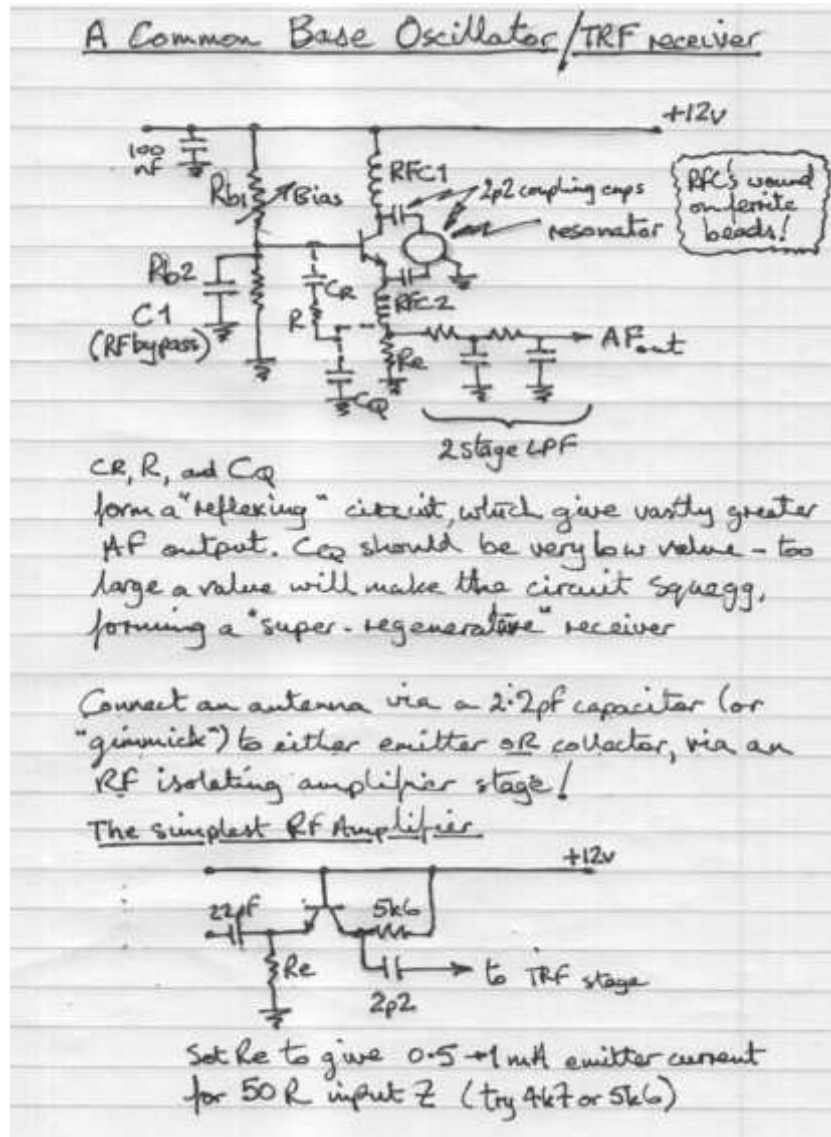 A Common Base Oscillator/TRF receiver
+12v
100 nf
Rb1
Bias
RFC1
2p2 coupling caps
resonator
RFC's wound
on ferrite
beads!
Rb2
C1
(RF bypass)
CR
R
RFC2
Re
AF out
CQ
2 stage LPF
CR, R, and CQ
form a "reflexing" circuit, which give vastly greater
AF output. CQ should be very low value - too
large a value will make the circuit squegg,
forming a "super-regenerative" receiver
Connect an antenna via a 2.2pf capacitor (or
"gimmick") to either emitter OR collector, via an
RF isolating amplifier stage!
The simplest RF Amplifier
+12v
22pf
5k6
Re
2p2
to TRF stage
Set Re to give 0.5→1mA emitter current
for 50R input Z (try 4k7 or 5k6)